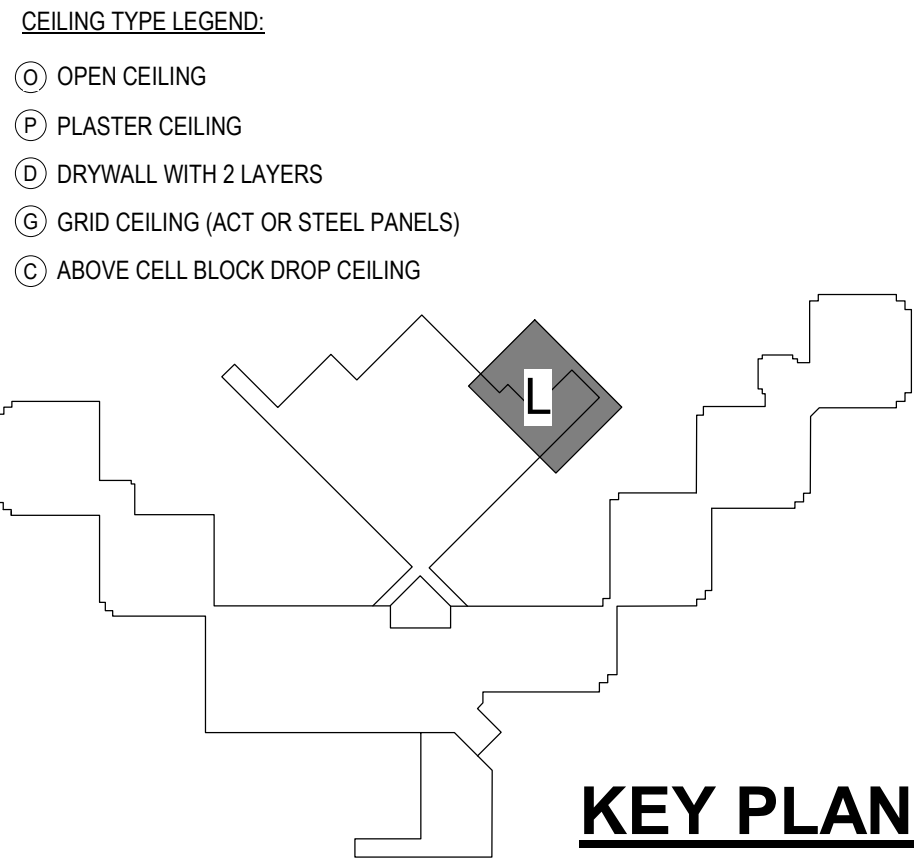 CEILING TYPE LEGEND:
O OPEN CEILING
P PLASTER CEILING
D DRYWALL WITH 2 LAYERS
G GRID CEILING (ACT OR STEEL PANELS)
C ABOVE CELL BLOCK DROP CEILING
L
KEY PLAN